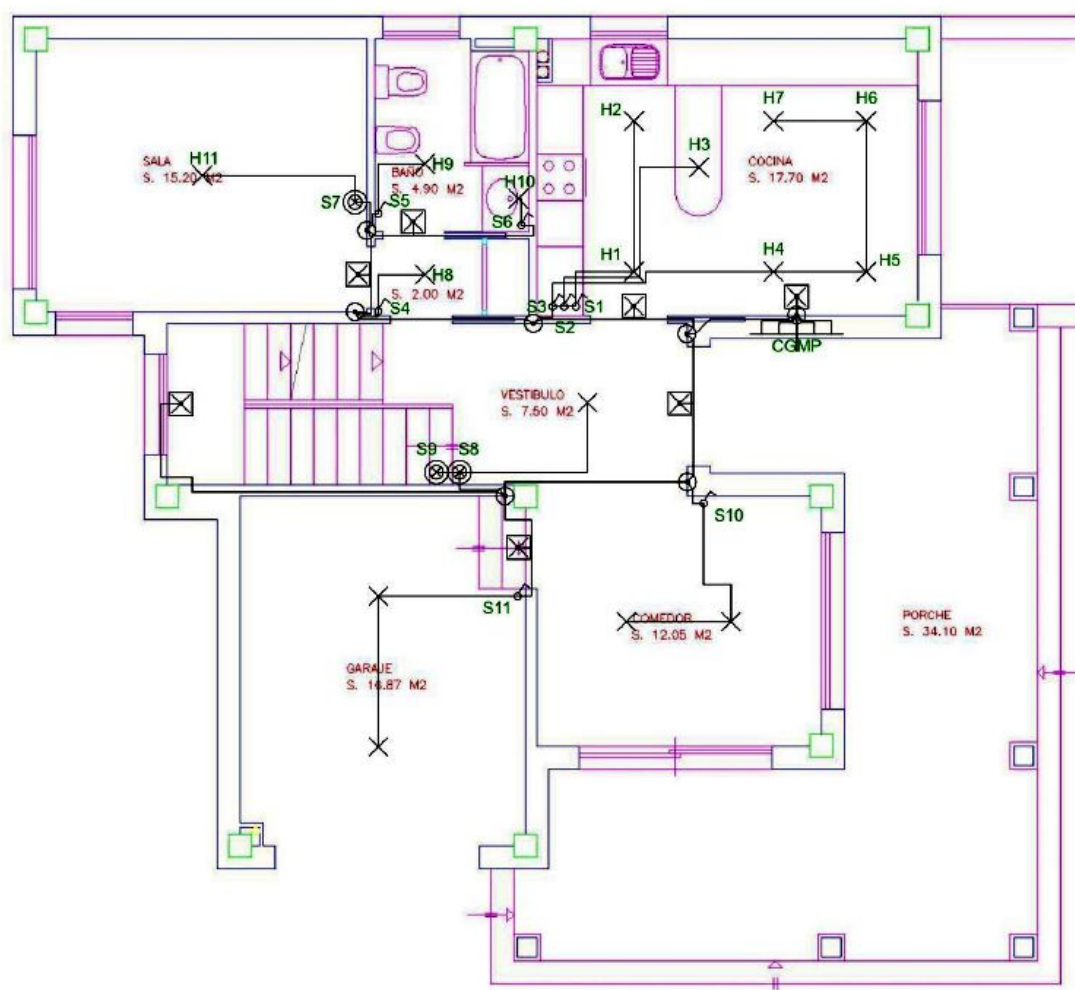 H2
H7
H6
SALA
H11
S. 15.20 M2
BAÑO
H9
S. 4.90 M2
H3
COCINA
S. 17.70 M2
S7
S5
H10
S6
H8
S. 2.00 M2
H1
H4
H5
S4
S3
S1
S2
CGMP
VESTIBULO
S. 7.50 M2
S9
S8
S10
S11
COMEDOR
S. 12.05 M2
PORCHE
S. 34.10 M2
GARAJE